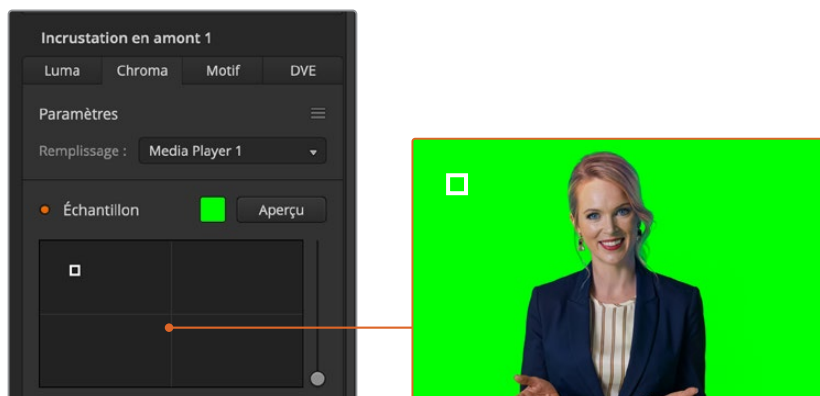 Incrustation en amont 1
Luma Chroma Motif DVE
Paramètres
Remplissage : Media Player 1
Échantillon Aperçu